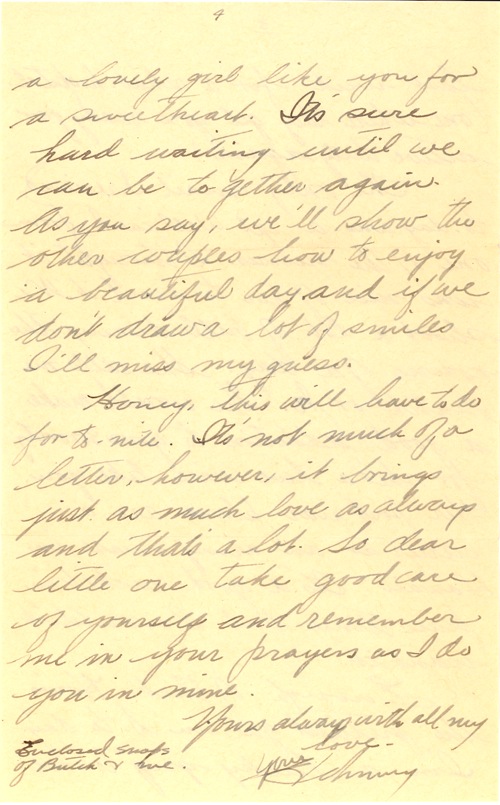 4
a lovely girl like you for
a sweetheart. It's sure
hard waiting until we
can be together again.
As you say, we'll show the
other couples how to enjoy
a beautiful day and if we
don't draw a lot of smiles
I'll miss my guess.
Honey, this will have to do
for to-nite. It's not much of a
letter, however, it brings
just as much love as always
and that's a lot. So dear
little one take good care
of yourself and remember
me in your prayers as I do
you in mine.
Yours always with all my
love-
Your Johnny
Enclosed snaps
of Butch & me.